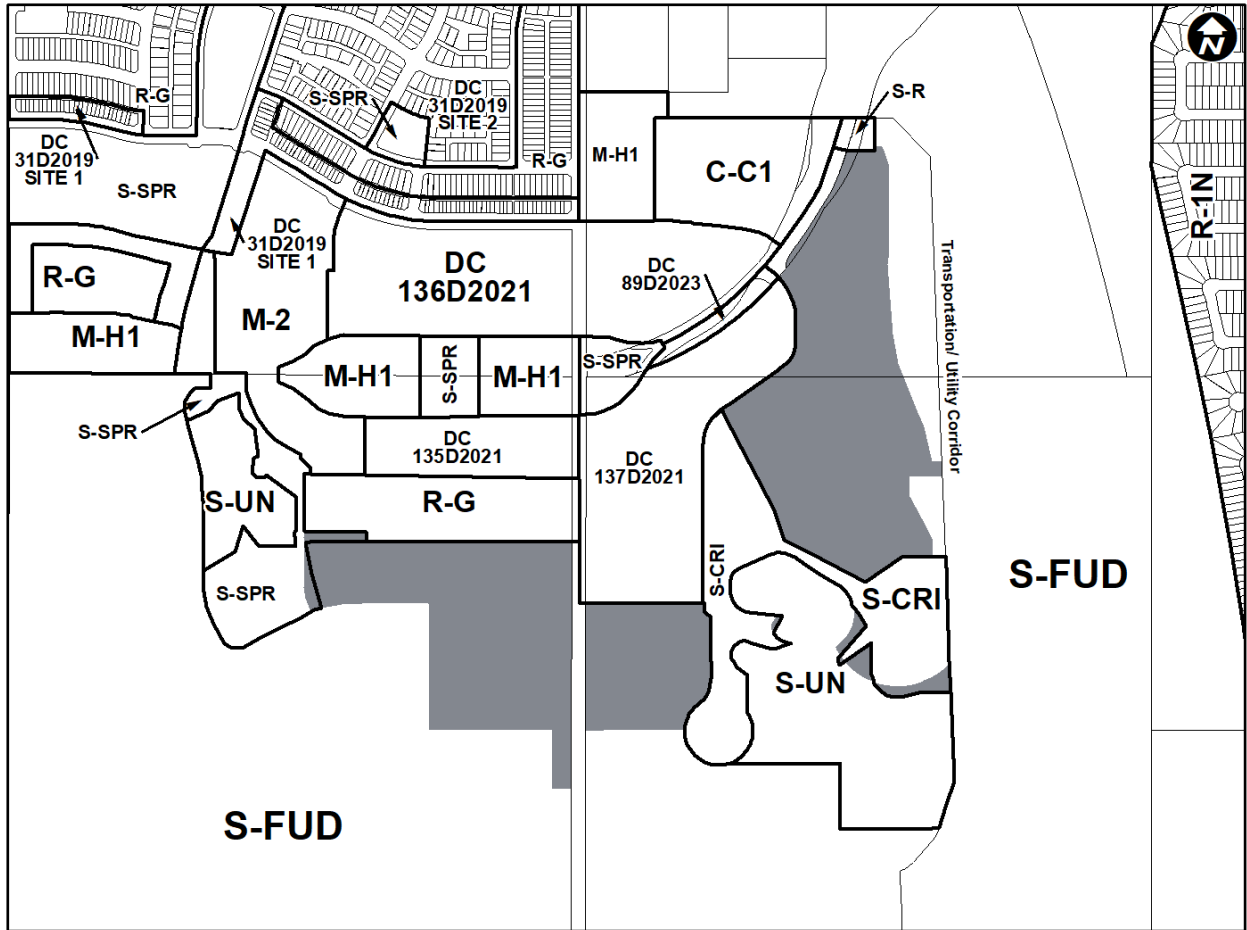 N
S-R
R-G
S-SPR
DC
31D2019
SITE 2
DC
31D2019
SITE 1
R-G
M-H1
C-C1
S-SPR
R-1N
DC
31D2019
SITE 1
R-G
DC
136D2021
DC
89D2023
Transportation/ Utility Corridor
M-2
M-H1
M-H1
S-SPR
M-H1
S-SPR
S-SPR
DC
135D2021
DC
137D2021
S-UN
R-G
S-CRI
S-FUD
S-SPR
S-CRI
S-UN
S-FUD